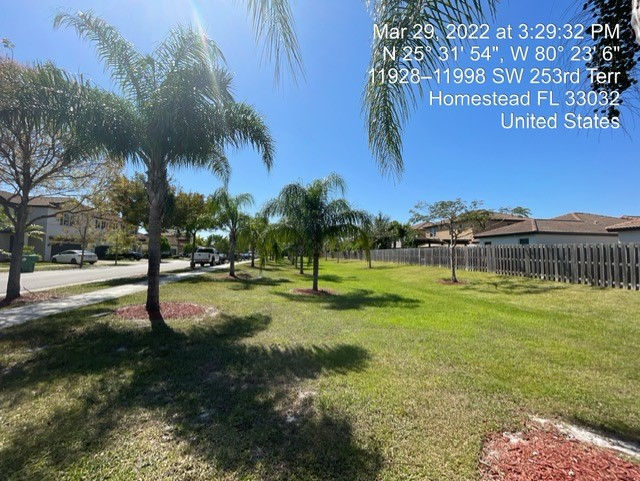 Mar 29, 2022 at 3:29:32 PM
N 25° 31' 54", W 80° 23' 6"
11928–11998 SW 253rd Terr
Homestead FL 33032
United States